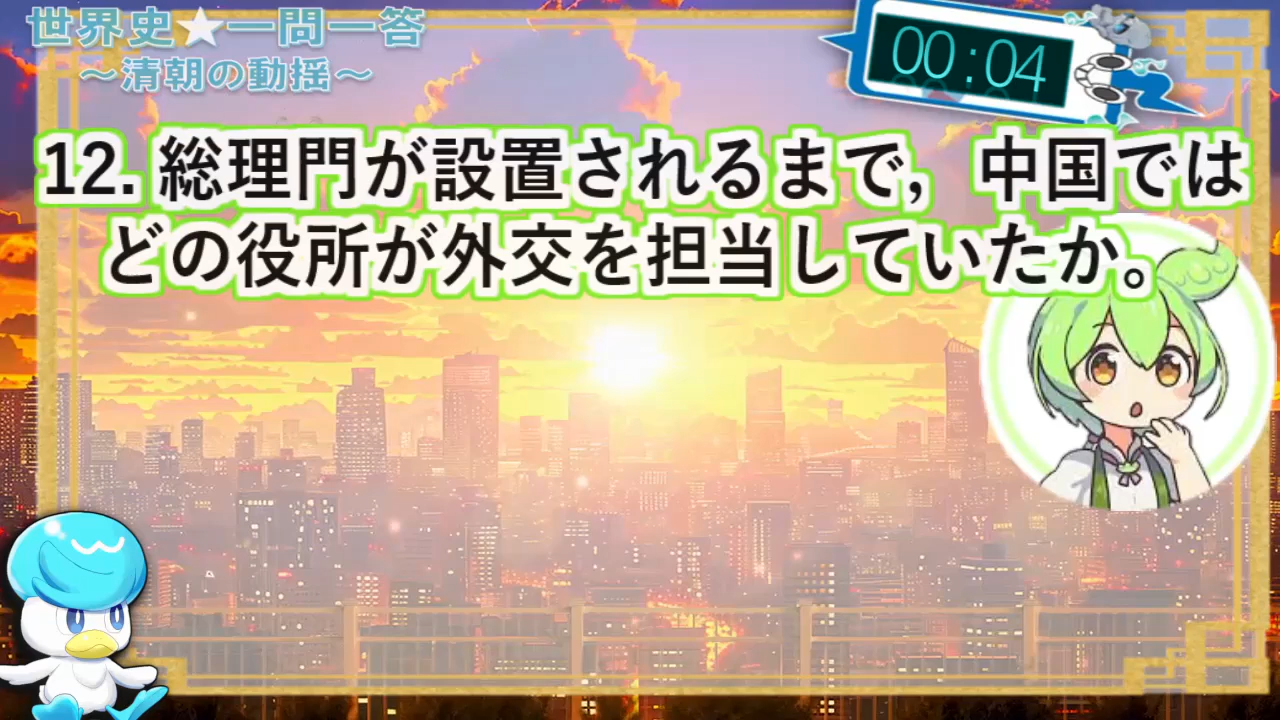 世界史★一問一答
～清朝の動揺～
00:04
12. 総理門が設置されるまで，中国では
どの役所が外交を担当していたか。